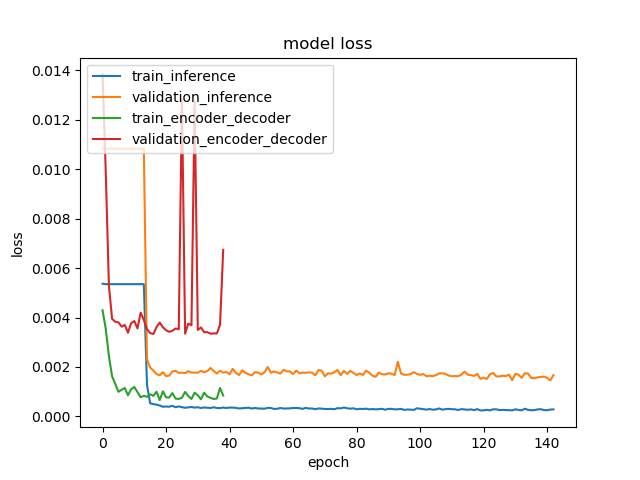 model loss
train_inference
validation_inference
train_encoder_decoder
validation_encoder_decoder
0.014
0.012
0.010
0.008
0.006
0.004
0.002
0.000
loss
0 20 40 60 80 100 120 140
epoch